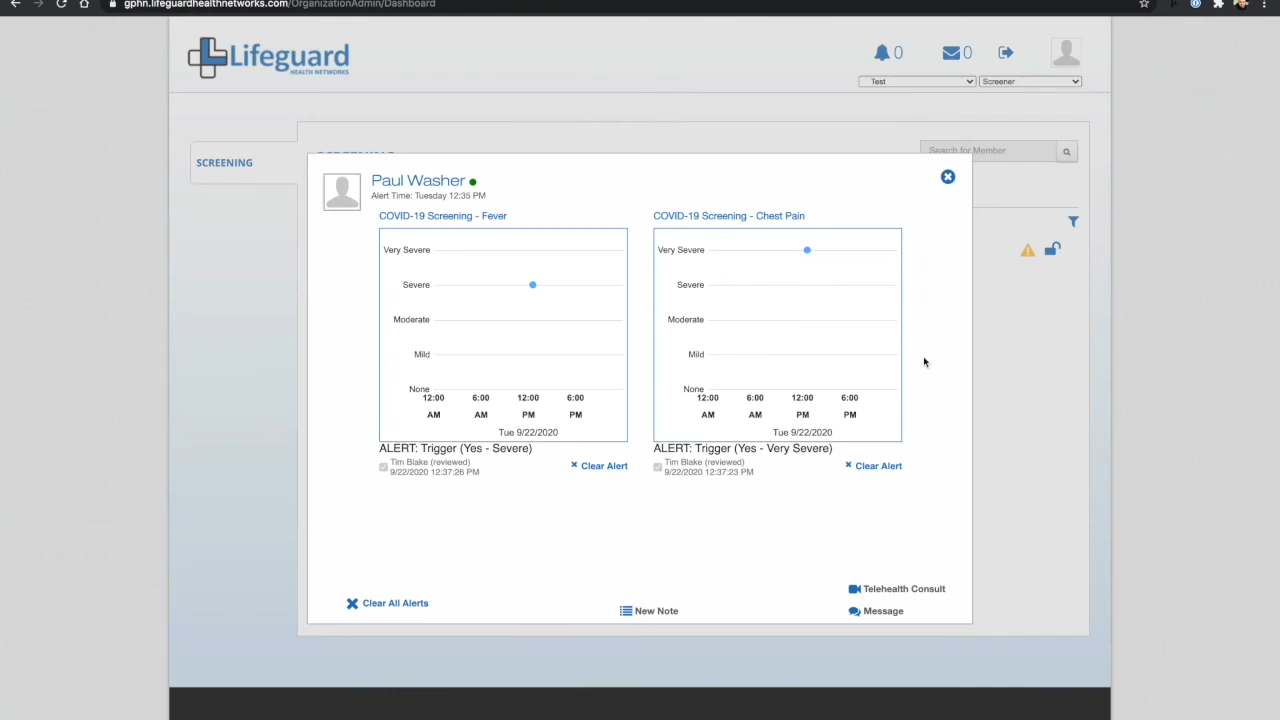 gphn.lifeguardhealthnetworks.com/OrganizationAdmin/Dashboard
Lifeguard
HEALTH NETWORKS
0
0
Test
Screener
SCREENING
Search for Member
Paul Washer
Alert Time: Tuesday 12:35 PM
COVID-19 Screening - Fever
Very Severe
Severe
Moderate
Mild
None
12:00 6:00 12:00 6:00
AM AM PM PM
Tue 9/22/2020
ALERT: Trigger (Yes - Severe)
Tim Blake (reviewed)
9/22/2020 12:37:26 PM
Clear Alert
COVID-19 Screening - Chest Pain
Very Severe
Severe
Moderate
Mild
None
12:00 6:00 12:00 6:00
AM AM PM PM
Tue 9/22/2020
ALERT: Trigger (Yes - Very Severe)
Tim Blake (reviewed)
9/22/2020 12:37:23 PM
Clear Alert
Clear All Alerts
New Note
Telehealth Consult
Message